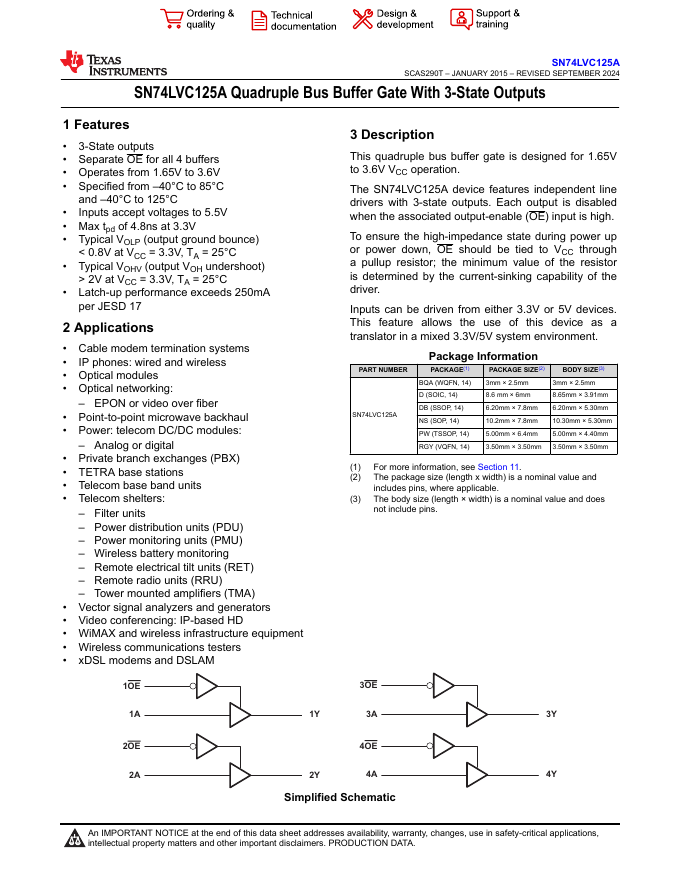 Ordering & quality
Technical documentation
Design & development
Support & training
TEXAS INSTRUMENTS
SN74LVC125A
SCAS290T – JANUARY 2015 – REVISED SEPTEMBER 2024
SN74LVC125A Quadruple Bus Buffer Gate With 3-State Outputs
1 Features
• 3-State outputs
• Separate O̅E̅ for all 4 buffers
• Operates from 1.65V to 3.6V
• Specified from –40°C to 85°C
and –40°C to 125°C
• Inputs accept voltages to 5.5V
• Max tpd of 4.8ns at 3.3V
• Typical VOLP (output ground bounce)
< 0.8V at VCC = 3.3V, TA = 25°C
• Typical VOHV (output VOH undershoot)
> 2V at VCC = 3.3V, TA = 25°C
• Latch-up performance exceeds 250mA
per JESD 17
2 Applications
• Cable modem termination systems
• IP phones: wired and wireless
• Optical modules
• Optical networking:
– EPON or video over fiber
• Point-to-point microwave backhaul
• Power: telecom DC/DC modules:
– Analog or digital
• Private branch exchanges (PBX)
• TETRA base stations
• Telecom base band units
• Telecom shelters:
– Filter units
– Power distribution units (PDU)
– Power monitoring units (PMU)
– Wireless battery monitoring
– Remote electrical tilt units (RET)
– Remote radio units (RRU)
– Tower mounted amplifiers (TMA)
• Vector signal analyzers and generators
• Video conferencing: IP-based HD
• WiMAX and wireless infrastructure equipment
• Wireless communications testers
• xDSL modems and DSLAM
3 Description
This quadruple bus buffer gate is designed for 1.65V
to 3.6V VCC operation.
The SN74LVC125A device features independent line
drivers with 3-state outputs. Each output is disabled
when the associated output-enable (O̅E̅) input is high.
To ensure the high-impedance state during power up
or power down, O̅E̅ should be tied to VCC through
a pullup resistor; the minimum value of the resistor
is determined by the current-sinking capability of the
driver.
Inputs can be driven from either 3.3V or 5V devices.
This feature allows the use of this device as a
translator in a mixed 3.3V/5V system environment.
Package Information
PART NUMBER PACKAGE(1) PACKAGE SIZE(2) BODY SIZE(3)
SN74LVC125A
BQA (WQFN, 14) 3mm × 2.5mm 3mm × 2.5mm
D (SOIC, 14) 8.6 mm × 6mm 8.65mm × 3.91mm
DB (SSOP, 14) 6.20mm × 7.8mm 6.20mm × 5.30mm
NS (SOP, 14) 10.2mm × 7.8mm 10.30mm × 5.30mm
PW (TSSOP, 14) 5.00mm × 6.4mm 5.00mm × 4.40mm
RGY (VQFN, 14) 3.50mm × 3.50mm 3.50mm × 3.50mm
(1) For more information, see Section 11.
(2) The package size (length x width) is a nominal value and
includes pins, where applicable.
(3) The body size (length × width) is a nominal value and does
not include pins.
1O̅E̅
1A 1Y
2O̅E̅
2A 2Y
3O̅E̅
3A 3Y
4O̅E̅
4A 4Y
Simplified Schematic
An IMPORTANT NOTICE at the end of this data sheet addresses availability, warranty, changes, use in safety-critical applications,
intellectual property matters and other important disclaimers. PRODUCTION DATA.